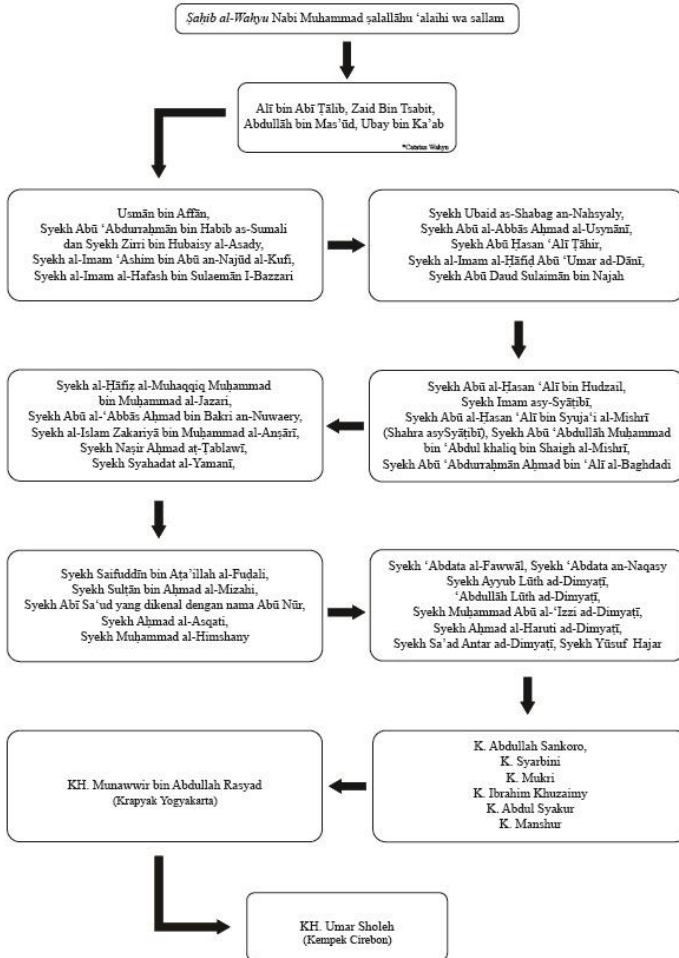 Ṣaḥib al-Wahyu Nabi Muhammad ṣalallāhu ‘alaihi wa sallam
Alī bin Abī Ṭālib, Zaid Bin Tsabit,
Abdullāh bin Mas’ūd, Ubay bin Ka’ab
*Catatan Wahyu
Usmān bin Affān,
Syekh Abū ‘Abdurraḥmān bin Habib as-Sumali
dan Syekh Zirri bin Hubaisy al-Asady,
Syekh al-Imam ‘Ashim bin Abū an-Najūd al-Kufi,
Syekh al-Imam al-Hafash bin Sulaemān I-Bazzari
Syekh Ubaid as-Shabag an-Nahsyaly,
Syekh Abū al-Abbās Aḥmad al-Usynānī,
Syekh Abū Ḥasan ‘Alī Ṭāhir,
Syekh al-Imam al-Ḥāfiḍ Abū ‘Umar ad-Dānī,
Syekh Abū Daud Sulaimān bin Najah
Syekh Abū al-Ḥasan ‘Alī bin Hudzail,
Syekh Imam asy-Syāṭibī,
Syekh Abū al-Ḥasan ‘Alī bin Syuja‘i al-Mishrī
(Shahra asySyāṭibī), Syekh Abū ‘Abdullāh Muḥammad
bin ‘Abdul khaliq bin Shaigh al-Mishrī,
Syekh Abū ‘Abdurraḥmān Aḥmad bin ‘Alī al-Baghdadi
Syekh al-Ḥāfiẓ al-Muhaqqiq Muḥammad
bin Muḥammad al-Jazari,
Syekh Abū al-‘Abbās Aḥmad bin Bakri an-Nuwaery,
Syekh al-Islam Zakariyā bin Muḥammad al-Anṣārī,
Syekh Naṣir Aḥmad aṭ-Ṭablawī,
Syekh Syahadat al-Yamanī,
Syekh Saifuddīn bin Aṭa’illah al-Fuḍali,
Syekh Sulṭān bin Aḥmad al-Mizahi,
Syekh Abī Sa‘ud yang dikenal dengan nama Abū Nūr,
Syekh Aḥmad al-Asqati,
Syekh Muḥammad al-Himshany
Syekh ‘Abdata al-Fawwāl, Syekh ‘Abdata an-Naqasy
Syekh Ayyub Lūth ad-Dimyaṭī,
‘Abdullāh Lūth ad-Dimyaṭī,
Syekh Muḥammad Abū al-‘Izzi ad-Dimyaṭī,
Syekh Aḥmad al-Haruti ad-Dimyaṭī,
Syekh Sa’ad Antar ad-Dimyaṭī, Syekh Yūsuf Hajar
K. Abdullah Sankoro,
K. Syarbini
K. Mukri
K. Ibrahim Khuzaimy
K. Abdul Syakur
K. Manshur
KH. Munawwir bin Abdullah Rasyad
(Krapyak Yogyakarta)
KH. Umar Sholeh
(Kempek Cirebon)